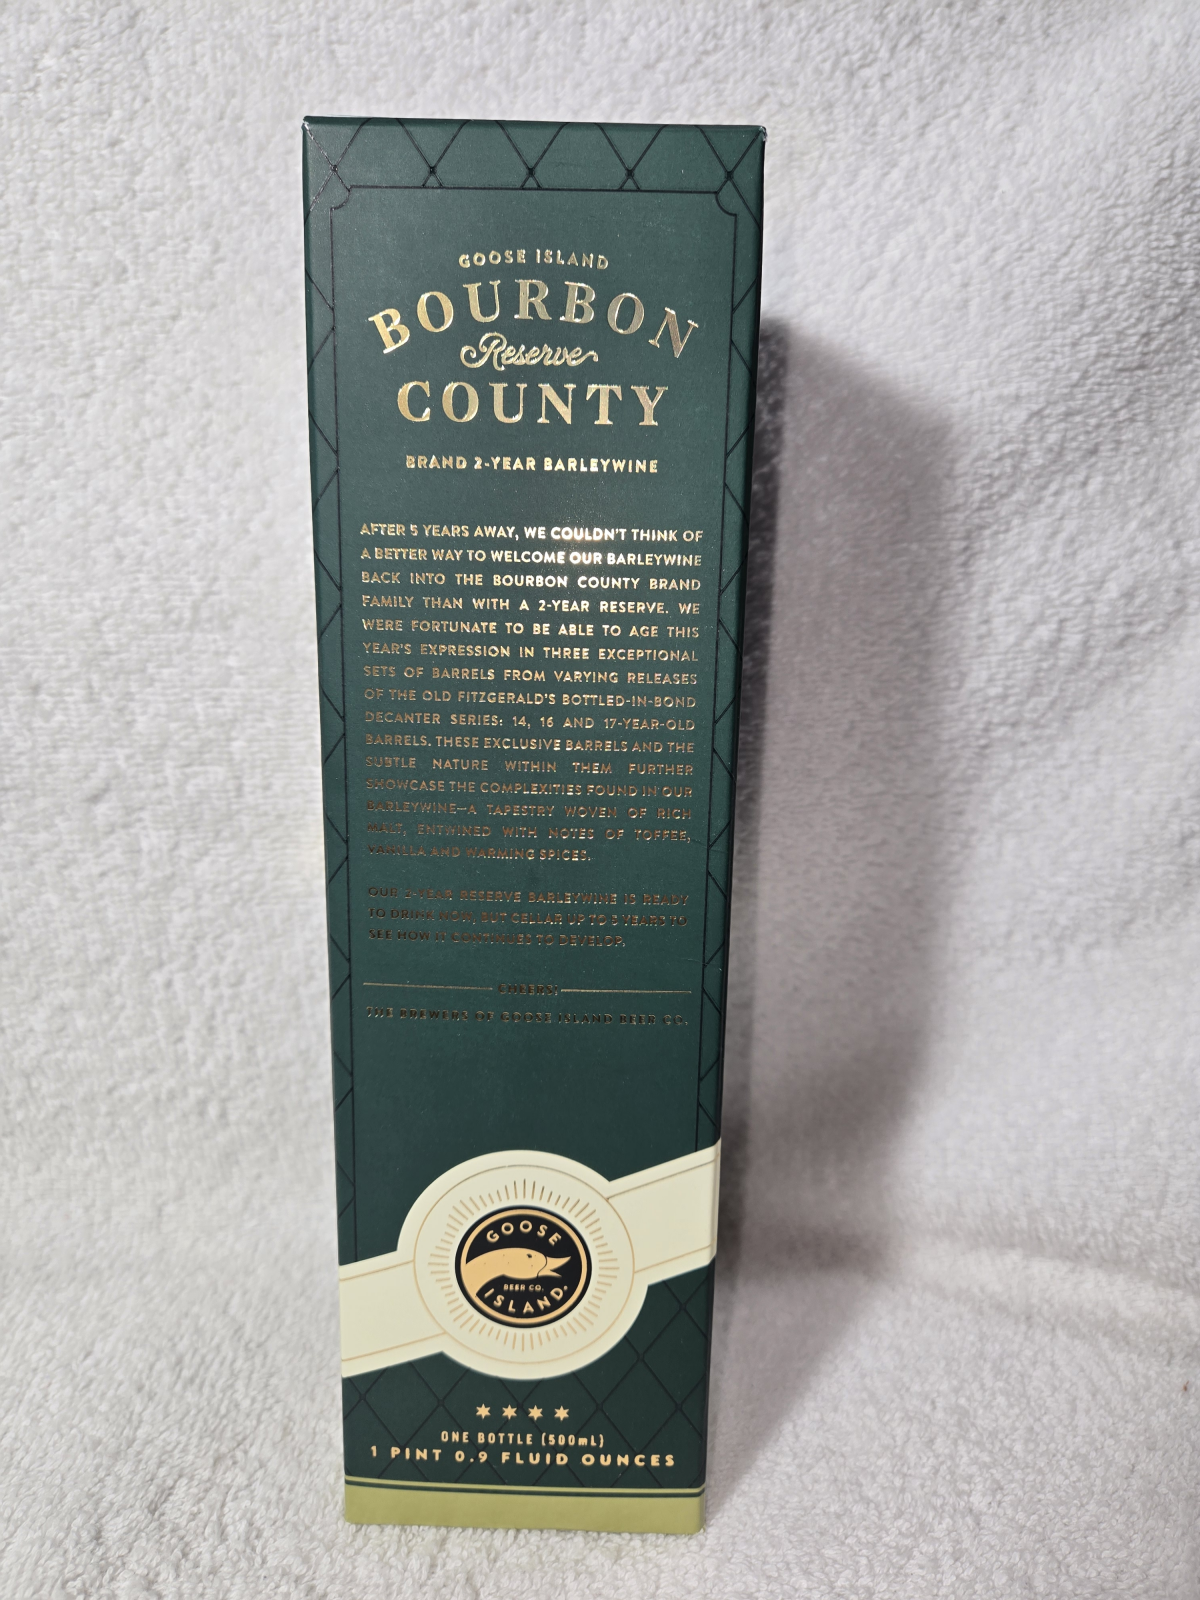 GOOSE ISLAND
BOURBON
Reserve
COUNTY
BRAND 2-YEAR BARLEYWINE
AFTER 5 YEARS AWAY, WE COULDN'T THINK OF
A BETTER WAY TO WELCOME OUR BARLEYWINE
BACK INTO THE BOURBON COUNTY BRAND
FAMILY THAN WITH A 2-YEAR RESERVE. WE
WERE FORTUNATE TO BE ABLE TO AGE THIS
YEAR'S EXPRESSION IN THREE EXCEPTIONAL
SETS OF BARRELS FROM VARYING RELEASES
OF THE OLD FITZGERALD'S BOTTLED-IN-BOND
DECANTER SERIES: 14, 16 AND 17-YEAR-OLD
BARRELS. THESE EXCLUSIVE BARRELS AND THE
SUBTLE NATURE WITHIN THEM FURTHER
SHOWCASE THE COMPLEXITIES FOUND IN OUR
BARLEYWINE—A TAPESTRY WOVEN OF RICH
MALT, ENTWINED WITH NOTES OF TOFFEE,
VANILLA AND WARMING SPICES.
OUR 2-YEAR RESERVE BARLEYWINE IS READY
TO DRINK NOW, BUT CELLAR UP TO 5 YEARS TO
SEE HOW IT CONTINUES TO DEVELOP.
CHEERS!
THE BREWERS OF GOOSE ISLAND BEER CO.
GOOSE
BEER CO.
ISLAND
ONE BOTTLE (500mL)
1 PINT 0.9 FLUID OUNCES